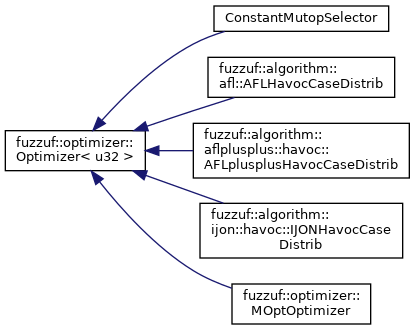 ConstantMutopSelector
fuzzuf::algorithm::
afl::AFLHavocCaseDistrib
fuzzuf::optimizer::
Optimizer< u32 >
fuzzuf::algorithm::
aflplusplus::havoc::
AFLplusplusHavocCaseDistrib
fuzzuf::algorithm::
ijon::havoc::IJONHavocCase
Distrib
fuzzuf::optimizer::
MOptOptimizer